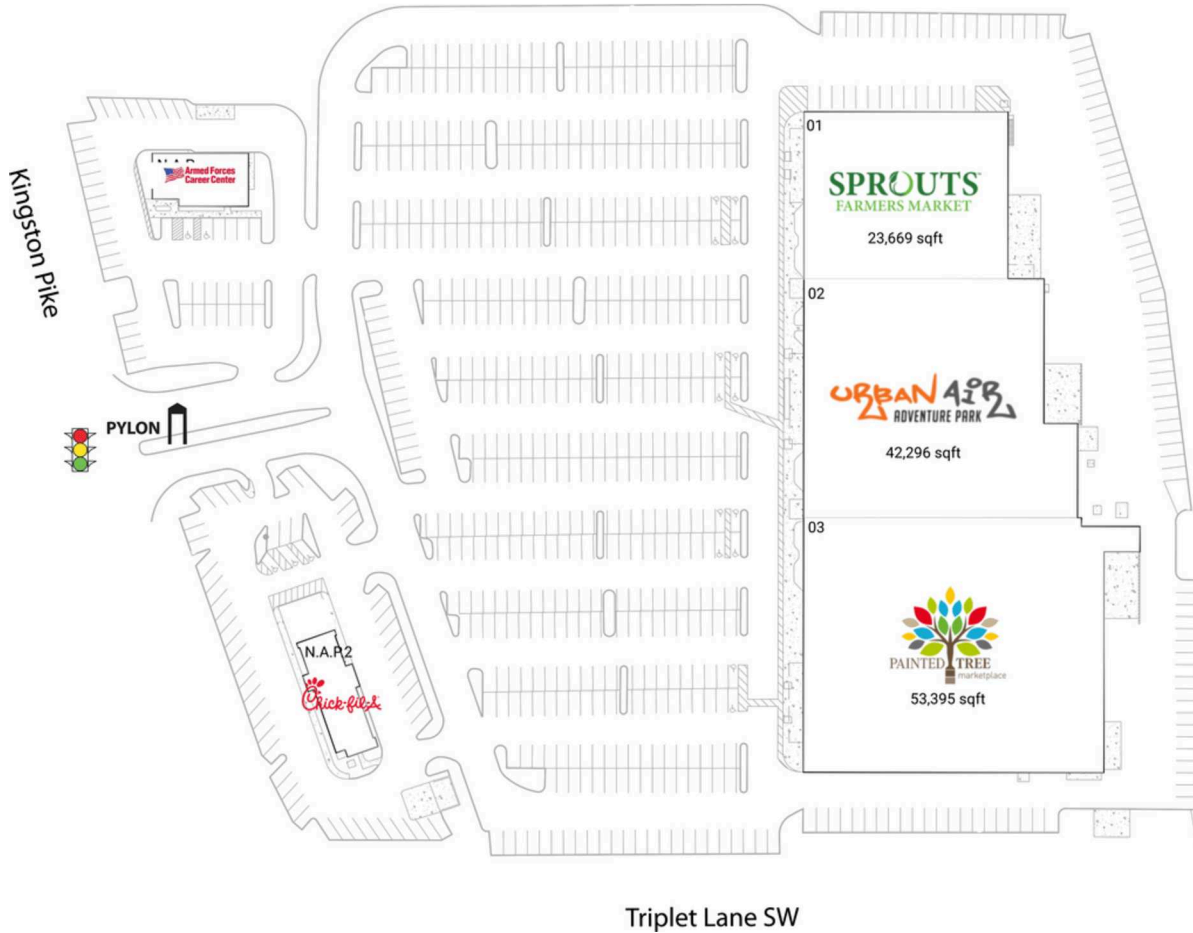 Kingston Pike
Armed Forces
Career Center
PYLON
N.A.P.2
Chick-fil-A
01
SPROUTS
FARMERS MARKET
23,669 sqft
02
URBAN AIR
ADVENTURE PARK
42,296 sqft
03
PAINTED TREE
marketplace
53,395 sqft
Triplet Lane SW